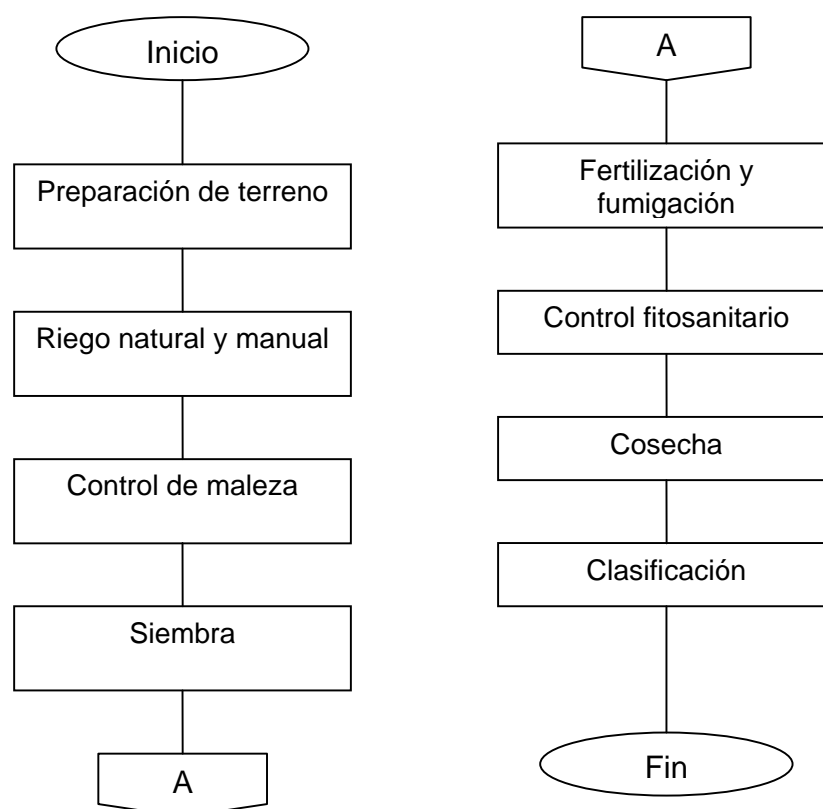 Inicio
Preparación de terreno
Riego natural y manual
Control de maleza
Siembra
A
A
Fertilización y
fumigación
Control fitosanitario
Cosecha
Clasificación
Fin